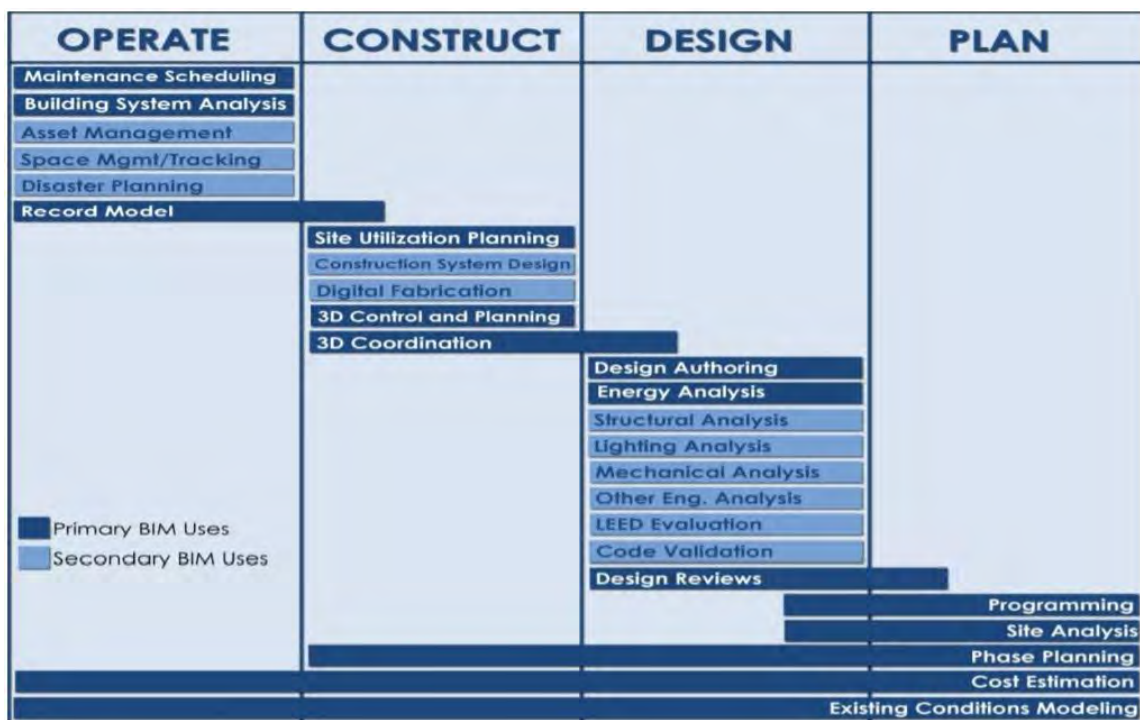 OPERATE CONSTRUCT DESIGN PLAN
Maintenance Scheduling
Building System Analysis
Asset Management
Space Mgmt/Tracking
Disaster Planning
Record Model
Site Utilization Planning
Construction System Design
Digital Fabrication
3D Control and Planning
3D Coordination
Design Authoring
Energy Analysis
Structural Analysis
Lighting Analysis
Mechanical Analysis
Other Eng. Analysis
LEED Evaluation
Code Validation
Design Reviews
Primary BIM Uses
Secondary BIM Uses
Programming
Site Analysis
Phase Planning
Cost Estimation
Existing Conditions Modeling